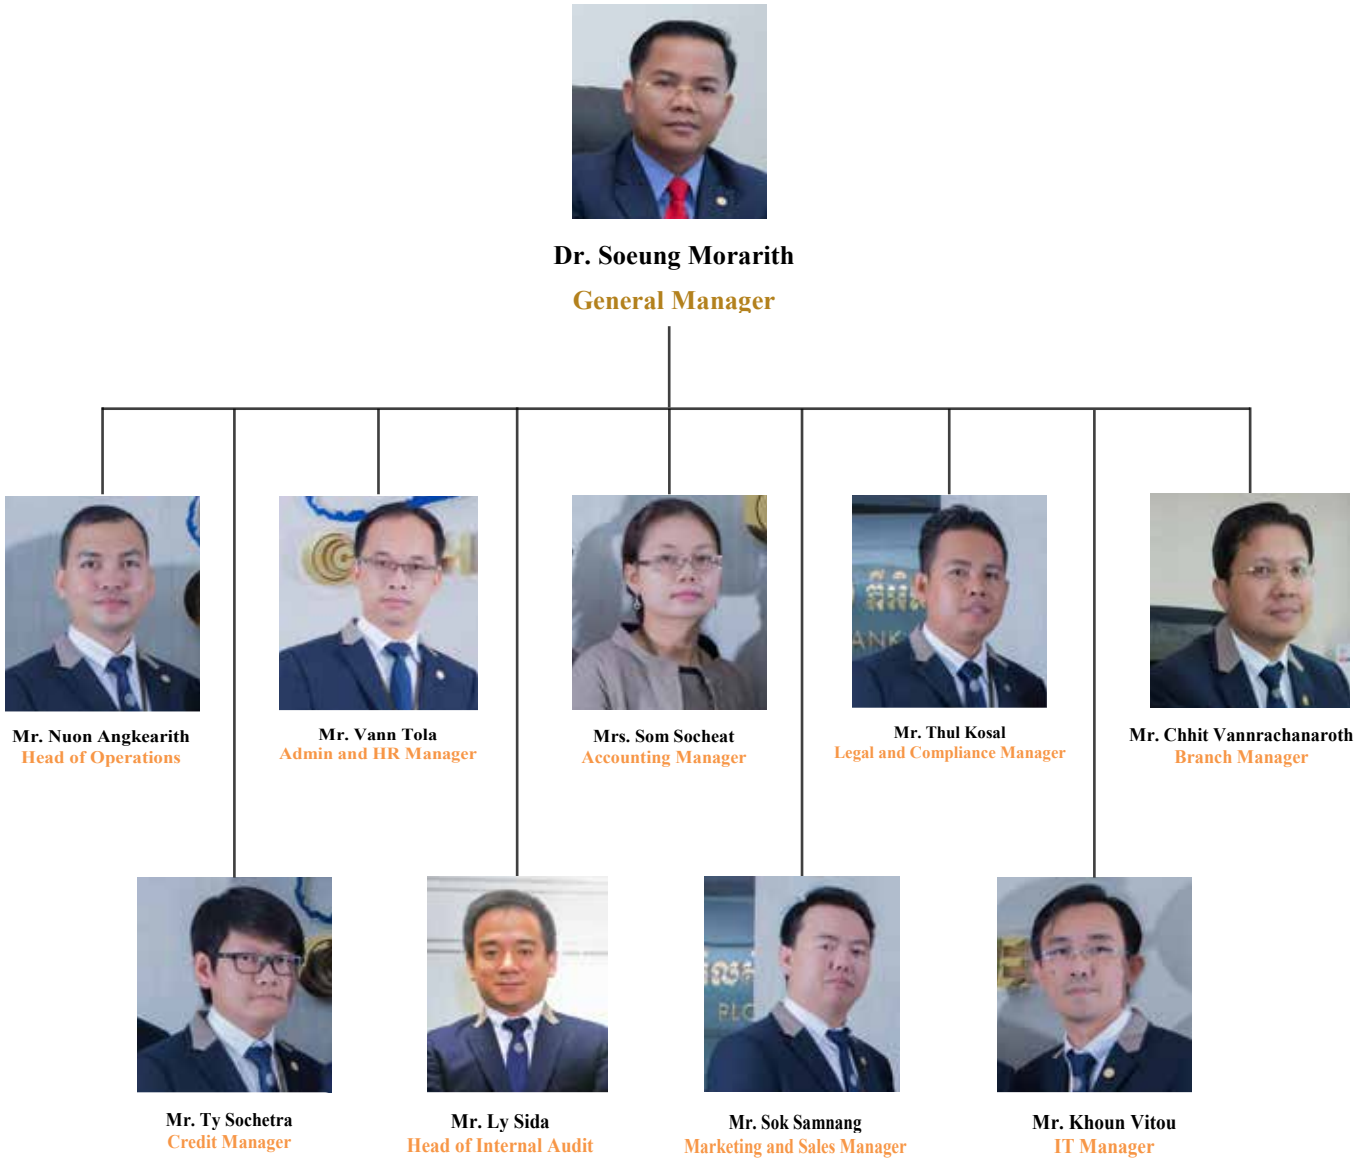 Dr. Soeung Morarith
General Manager
Mr. Nuon Angkearith
Head of Operations
Mr. Vann Tola
Admin and HR Manager
Mrs. Som Socheat
Accounting Manager
Mr. Thul Kosal
Legal and Compliance Manager
Mr. Chhit Vannrachanaroth
Branch Manager
ANK
Mr. Ty Sochetra
Credit Manager
Mr. Ly Sida
Head of Internal Audit
Mr. Sok Samnang
Marketing and Sales Manager
Mr. Khoun Vitou
IT Manager
PLC